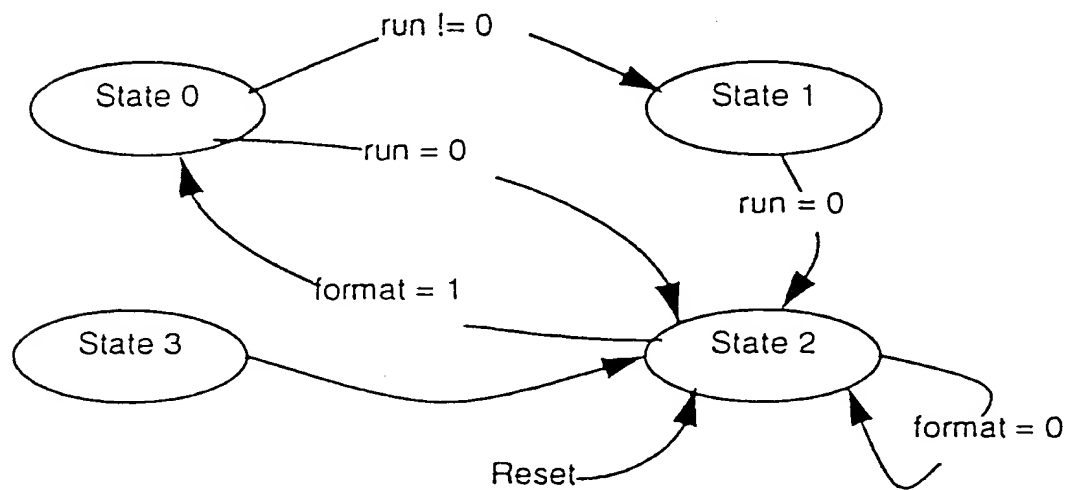 run != 0
State 0
State 1
run = 0
run = 0
format = 1
State 3
State 2
format = 0
Reset